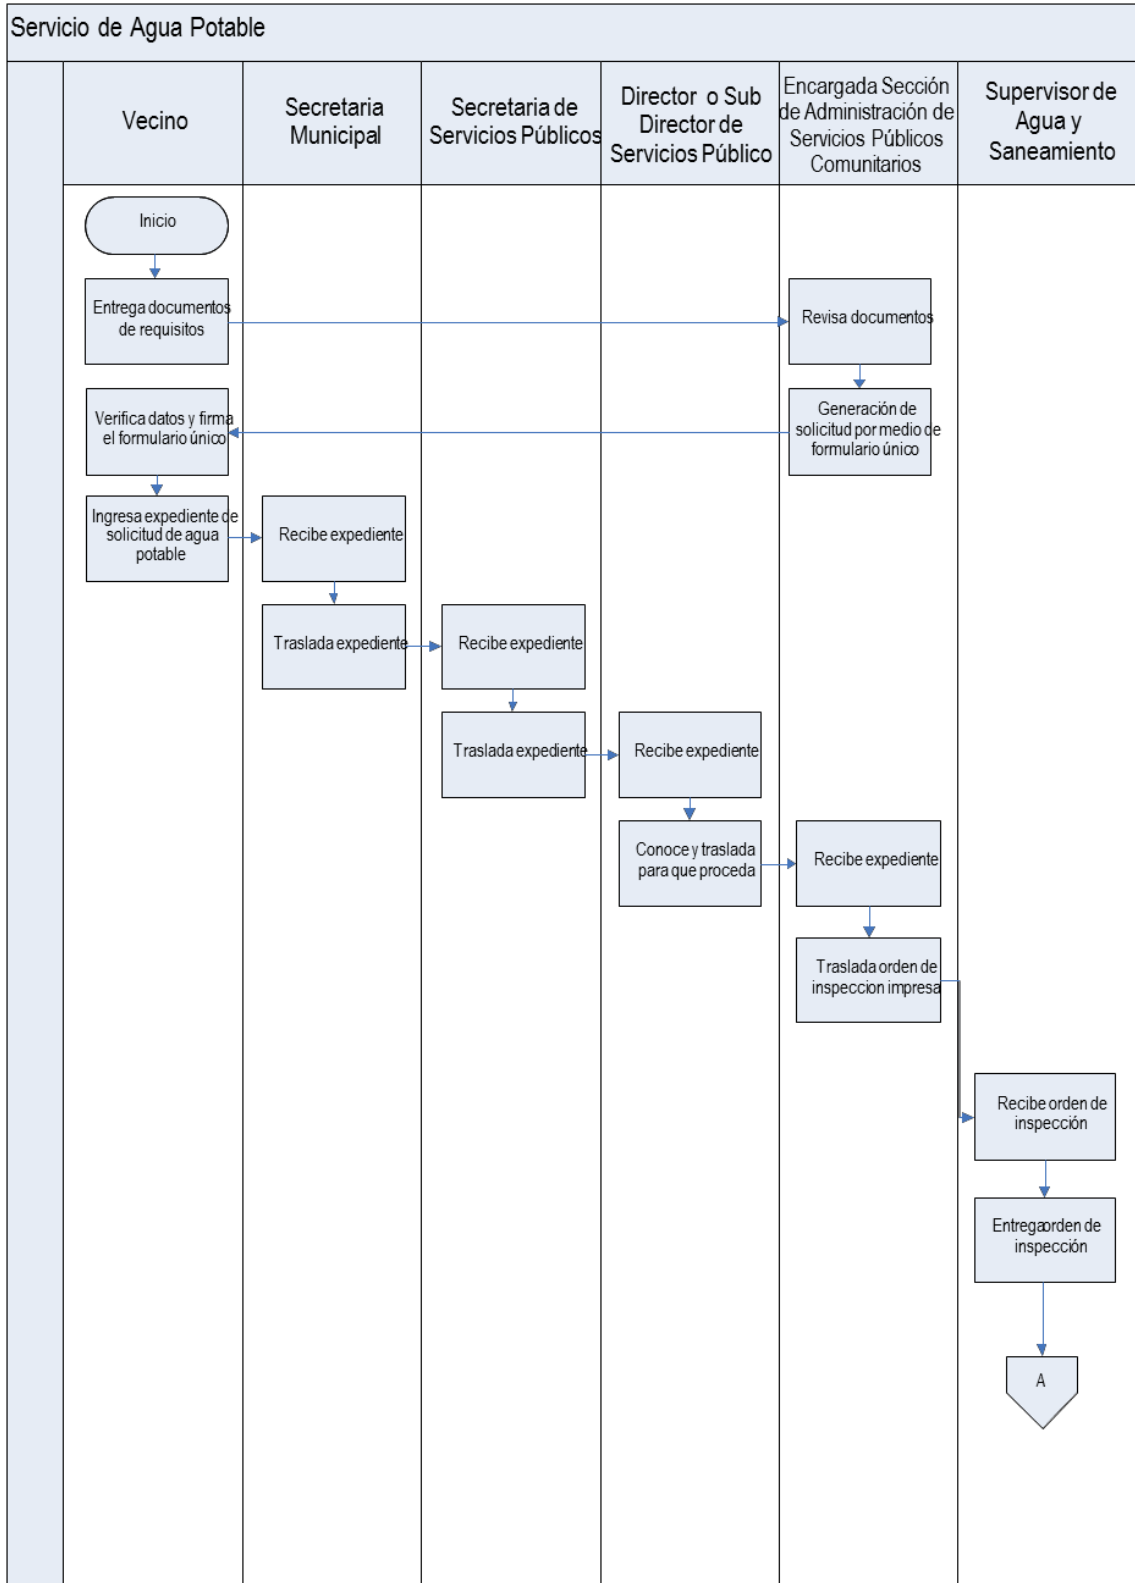 Servicio de Agua Potable
Vecino
Secretaria
Municipal
Secretaria de
Servicios Públicos
Director o Sub
Director de
Servicios Público
Encargada Sección
de Administración de
Servicios Públicos
Comunitarios
Supervisor de
Agua y
Saneamiento
Inicio
Entrega documentos
de requisitos
Revisa documentos
Verifica datos y firma
el formulario único
Generación de
solicitud por medio de
formulario único
Ingresa expediente de
solicitud de agua
potable
Recibe expediente
Traslada expediente
Recibe expediente
Traslada expediente
Recibe expediente
Conoce y traslada
para que proceda
Recibe expediente
Traslada orden de
inspeccion impresa
Recibe orden de
inspección
Entrega orden de
inspección
A